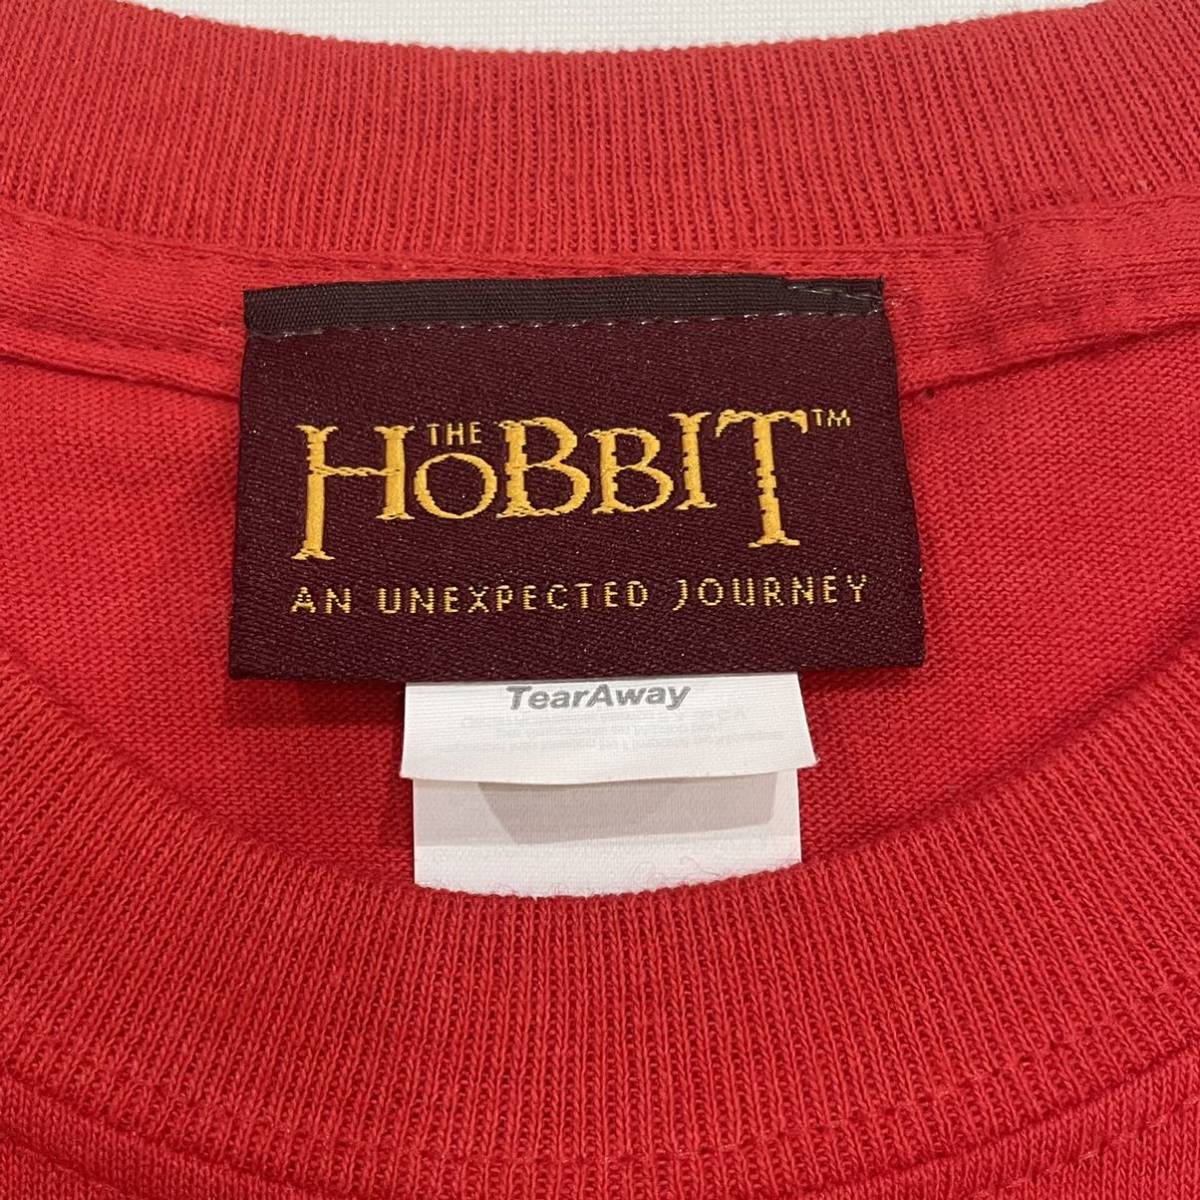 THE
HOBBIT™
AN UNEXPECTED JOURNEY
TearAway